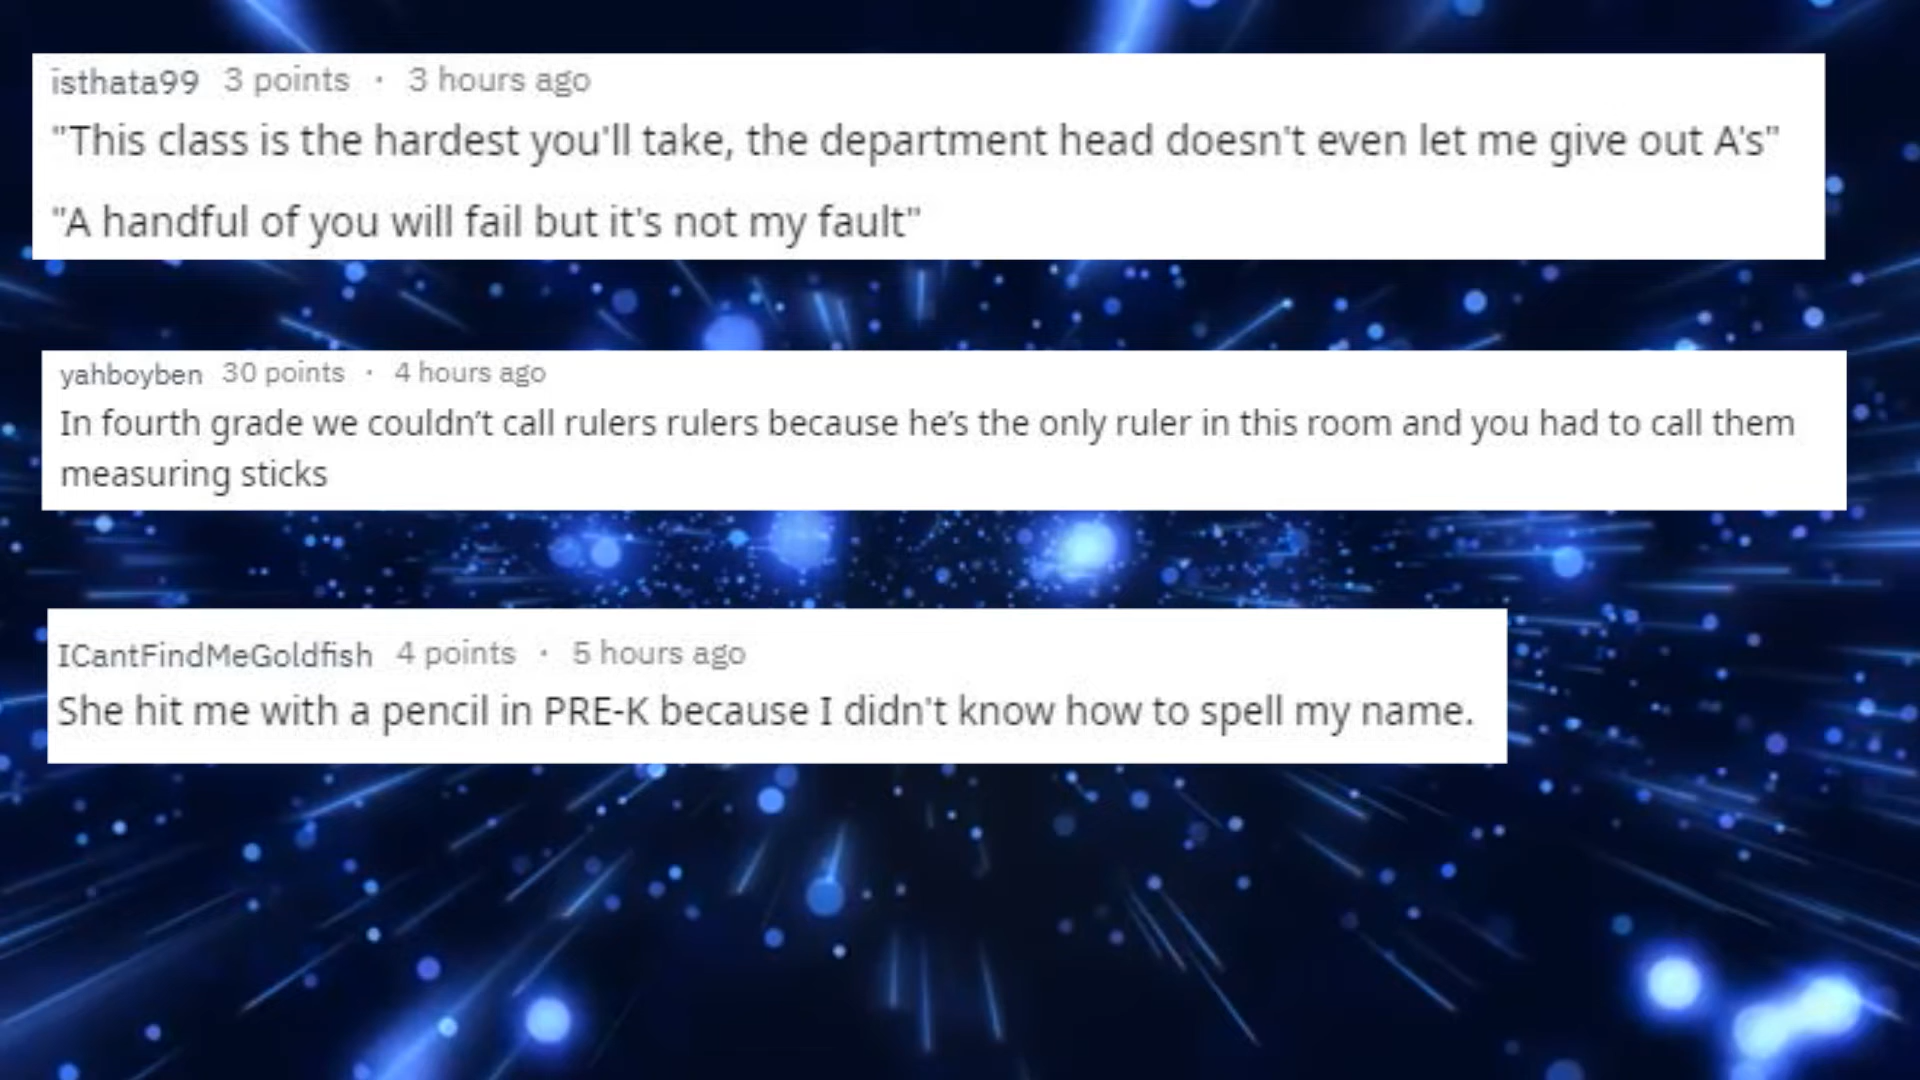 isthata99 3 points · 3 hours ago
"This class is the hardest you'll take, the department head doesn't even let me give out A's"
"A handful of you will fail but it's not my fault"
yahboyben 30 points · 4 hours ago
In fourth grade we couldn’t call rulers rulers because he’s the only ruler in this room and you had to call them
measuring sticks
ICantFindMeGoldfish 4 points · 5 hours ago
She hit me with a pencil in PRE-K because I didn't know how to spell my name.